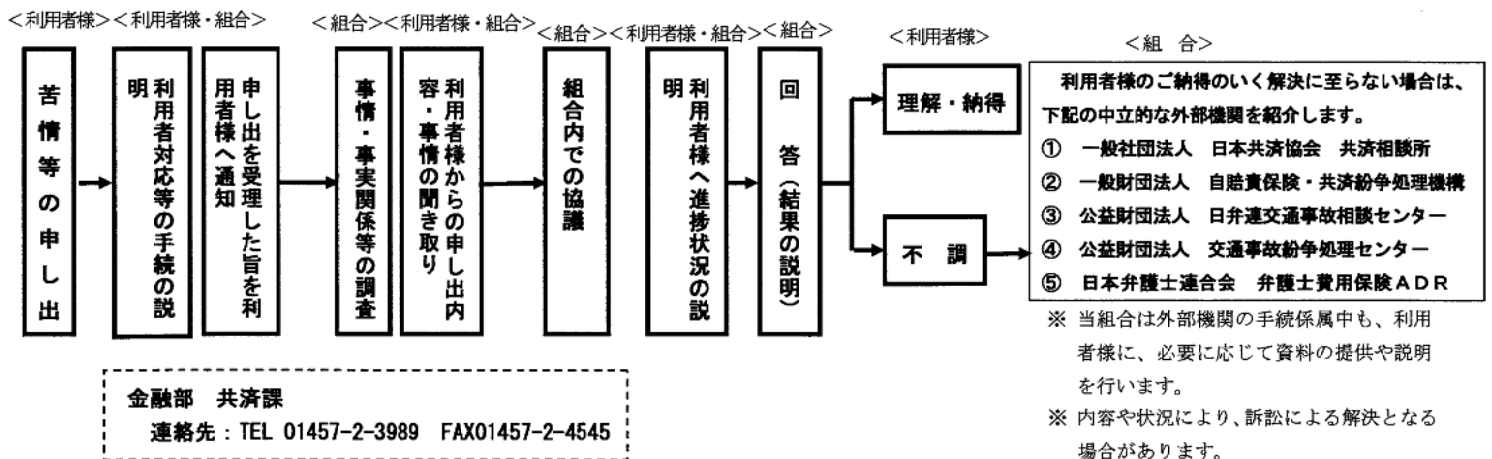 ＜利用者様＞
＜利用者様・組合＞
＜組合＞
＜利用者様・組合＞
＜組合＞
＜利用者様・組合＞
＜組合＞
＜利用者様＞
＜組　合＞
苦情等の申し出
利用者対応等の手続の説
明
申し出を受理した旨を利
用者様へ通知
事情・事実関係等の調査
利用者様からの申し出内
容・事情の聞き取り
組合内での協議
利用者様へ進捗状況の説
明
回　答（結果の説明）
理解・納得
不　調
利用者様のご納得のいく解決に至らない場合は、
下記の中立的な外部機関を紹介します。
①　一般社団法人　日本共済協会　共済相談所
②　一般財団法人　自賠責保険・共済紛争処理機構
③　公益財団法人　日弁連交通事故相談センター
④　公益財団法人　交通事故紛争処理センター
⑤　日本弁護士連合会　弁護士費用保険ＡＤＲ
※ 当組合は外部機関の手続係属中も、利用
者様に、必要に応じて資料の提供や説明
を行います。
※ 内容や状況により、訴訟による解決となる
場合があります。
金融部　共済課
連絡先：TEL 01457-2-3989　FAX01457-2-4545